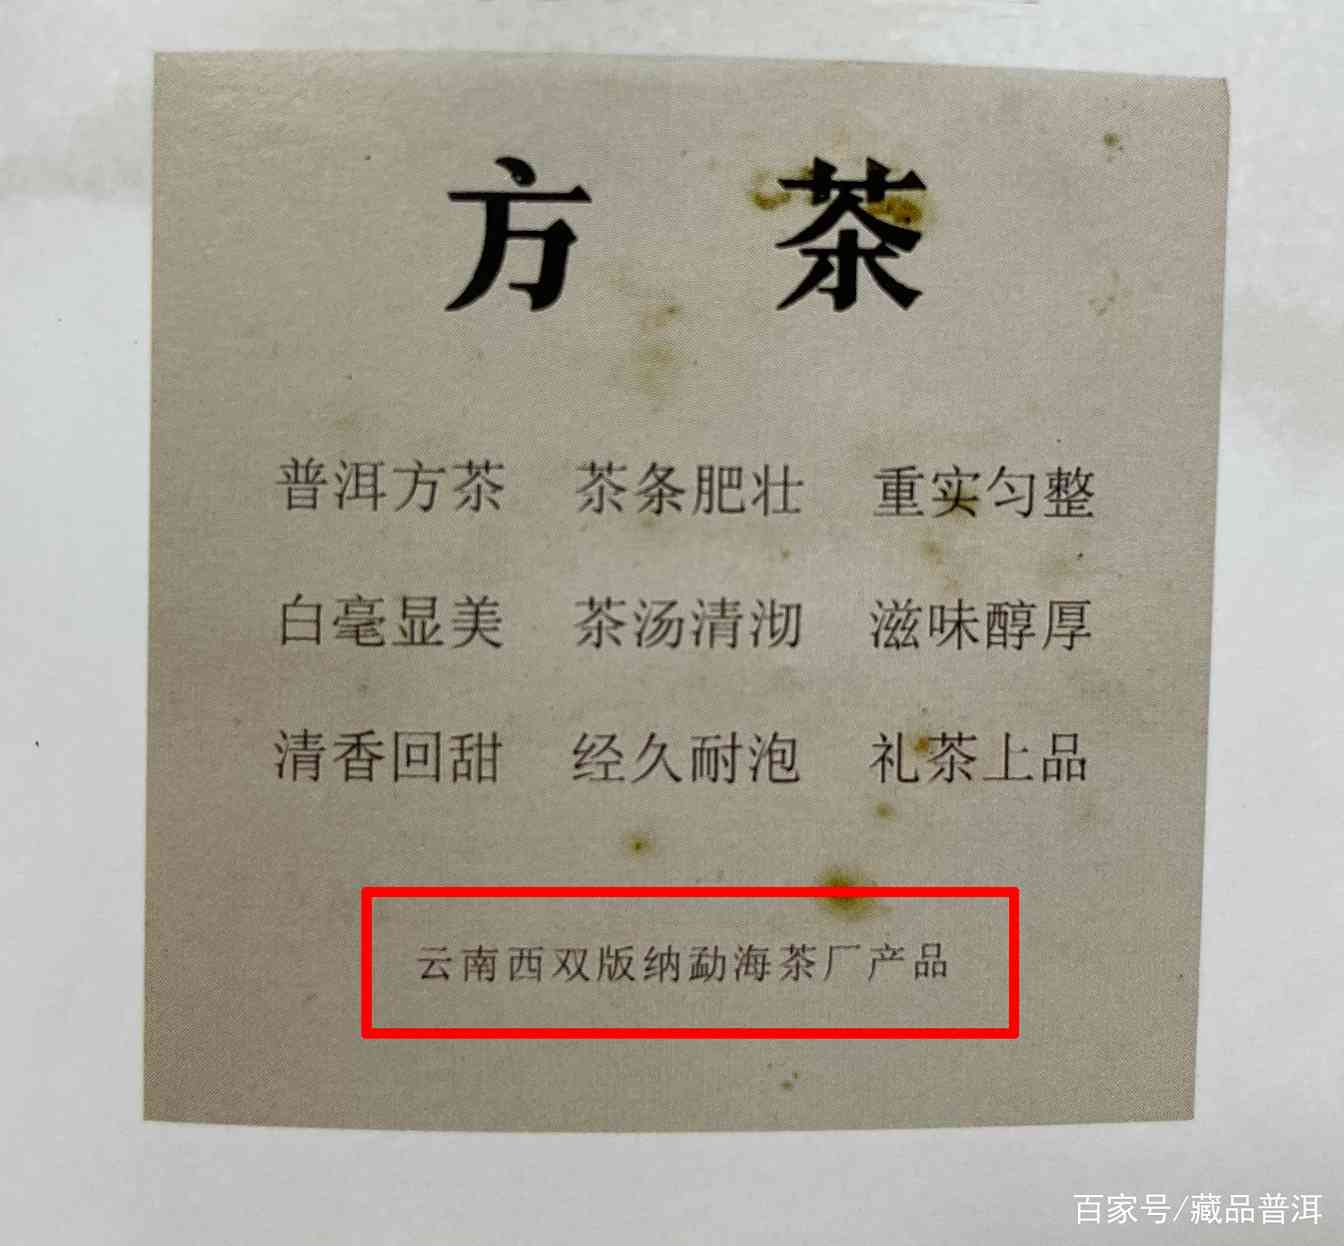 方 茶
普洱方茶 茶条肥壮 重实匀整
白毫显美 茶汤清沏 滋味醇厚
清香回甜 经久耐泡 礼茶上品
云南西双版纳勐海茶厂产品
百家号/藏品普洱